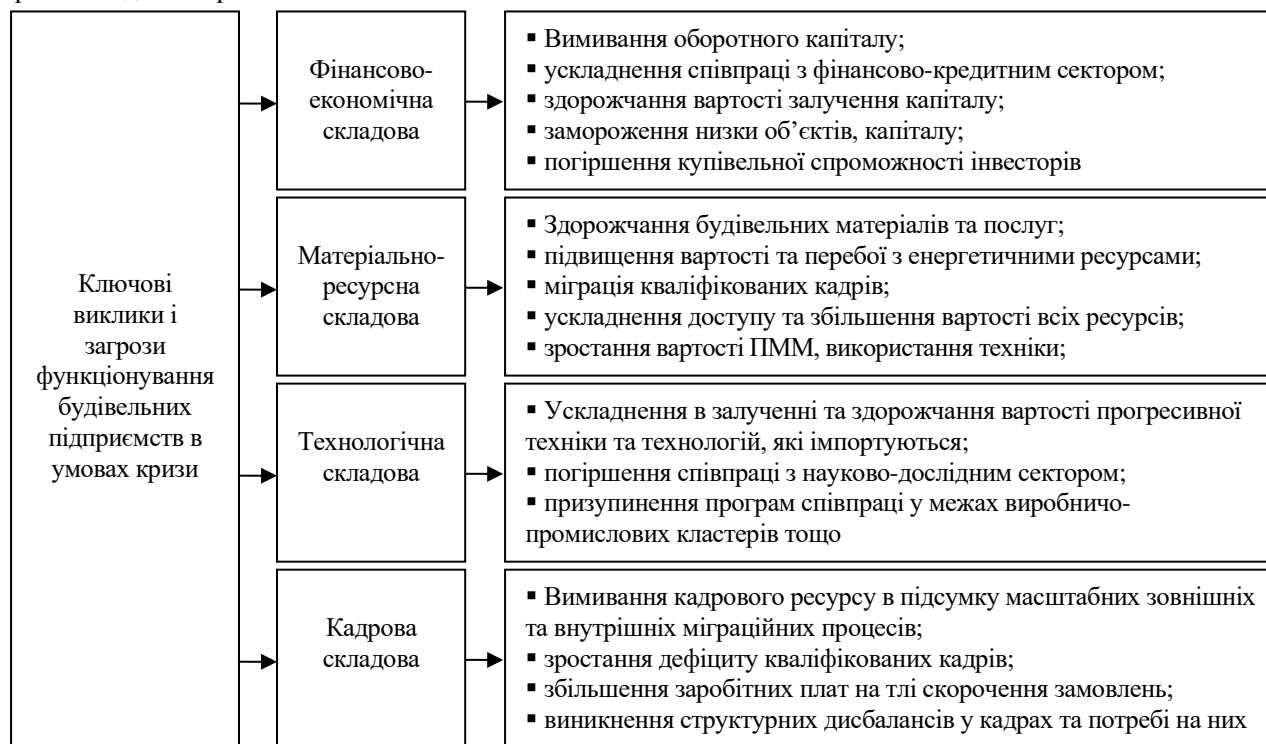 Ключові
виклики і
загрози
функціонування
будівельних
підприємств в
умовах кризи
Фінансово-
економічна
складова
▪ Вимивання оборотного капіталу;
▪ ускладнення співпраці з фінансово-кредитним сектором;
▪ здорожчання вартості залучення капіталу;
▪ замороження низки об’єктів, капіталу;
▪ погіршення купівельної спроможності інвесторів
Матеріально-
ресурсна
складова
▪ Здорожчання будівельних матеріалів та послуг;
▪ підвищення вартості та перебої з енергетичними ресурсами;
▪ міграція кваліфікованих кадрів;
▪ ускладнення доступу та збільшення вартості всіх ресурсів;
▪ зростання вартості ПММ, використання техніки;
Технологічна
складова
▪ Ускладнення в залученні та здорожчання вартості прогресивної
техніки та технологій, які імпортуються;
▪ погіршення співпраці з науково-дослідним сектором;
▪ призупинення програм співпраці у межах виробничо-
промислових кластерів тощо
Кадрова
складова
▪ Вимивання кадрового ресурсу в підсумку масштабних зовнішніх
та внутрішніх міграційних процесів;
▪ зростання дефіциту кваліфікованих кадрів;
▪ збільшення заробітних плат на тлі скорочення замовлень;
▪ виникнення структурних дисбалансів у кадрах та потребі на них